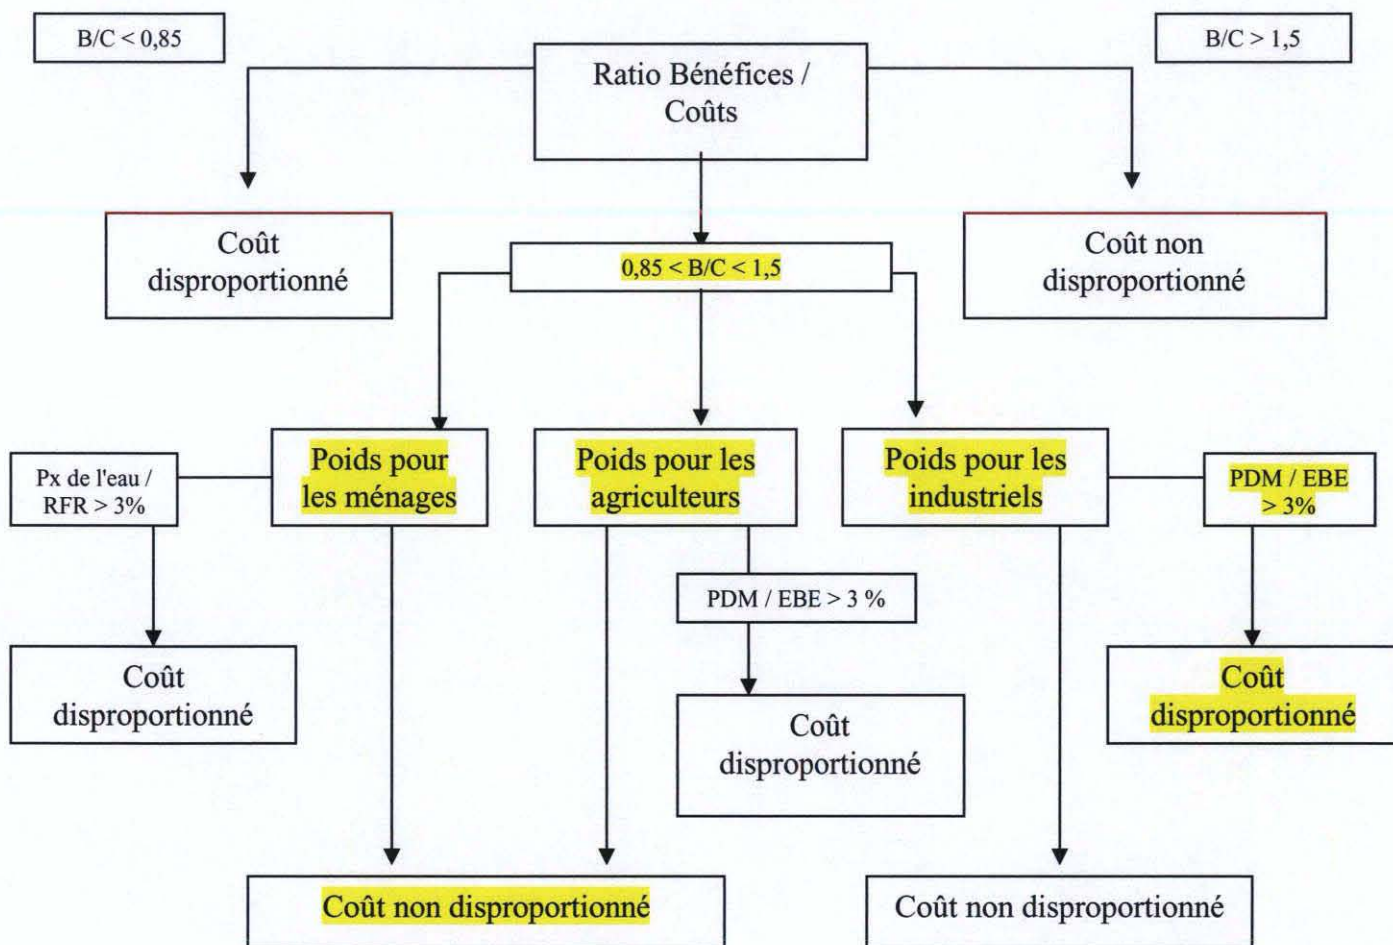 B/C < 0,85
B/C > 1,5
Ratio Bénéfices /
Coûts
Coût
disproportionné
Coût non
disproportionné
0,85 < B/C < 1,5
Poids pour
les ménages
Poids pour les
agriculteurs
Poids pour les
industriels
Px de l'eau /
RFR > 3%
PDM / EBE
> 3%
PDM / EBE > 3 %
Coût
disproportionné
Coût
disproportionné
Coût
disproportionné
Coût non disproportionné
Coût non disproportionné